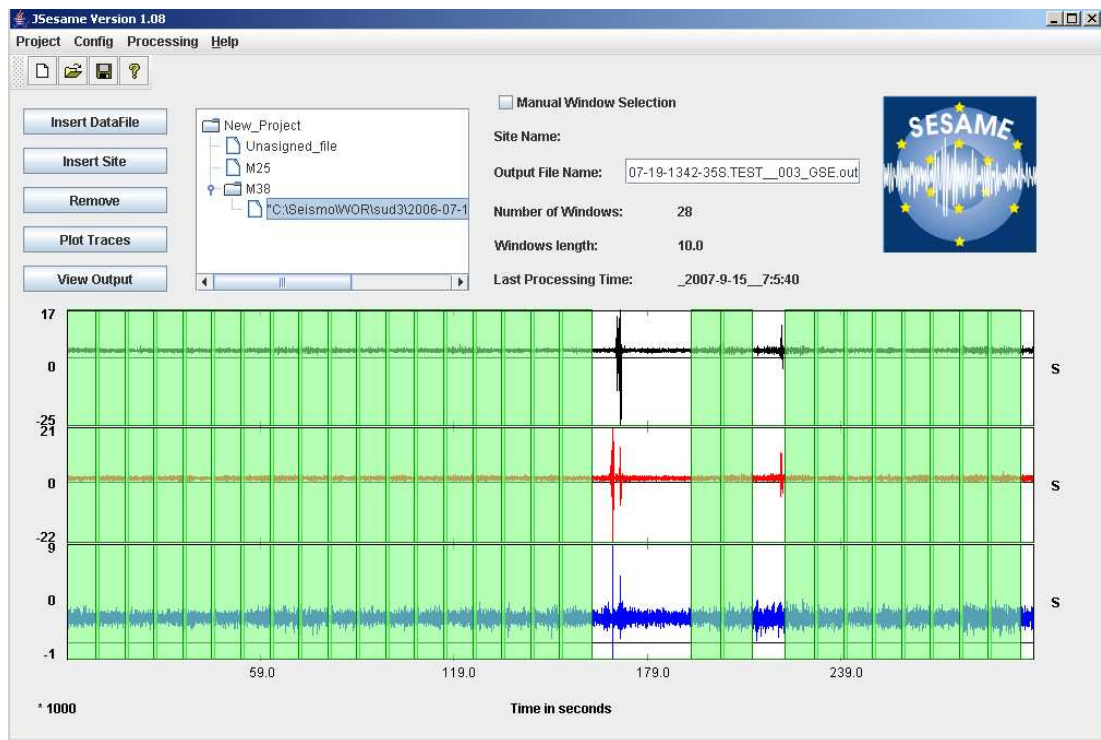 JSesame Version 1.08
Project Config Processing Help
Insert DataFile
Insert Site
Remove
Plot Traces
View Output
New_Project
Unasigned_file
M25
M38
"C:\Seismo\WOR\sud3\2006-07-1
Manual Window Selection
Site Name:
Output File Name: 07-19-1342-35S.TEST__003_GSE.out
Number of Windows: 28
Windows length: 10.0
Last Processing Time: _2007-9-15__7:5:40
SESAME
17
0
-25
S
21
0
-22
S
9
0
-1
S
59.0 119.0 179.0 239.0
* 1000 Time in seconds